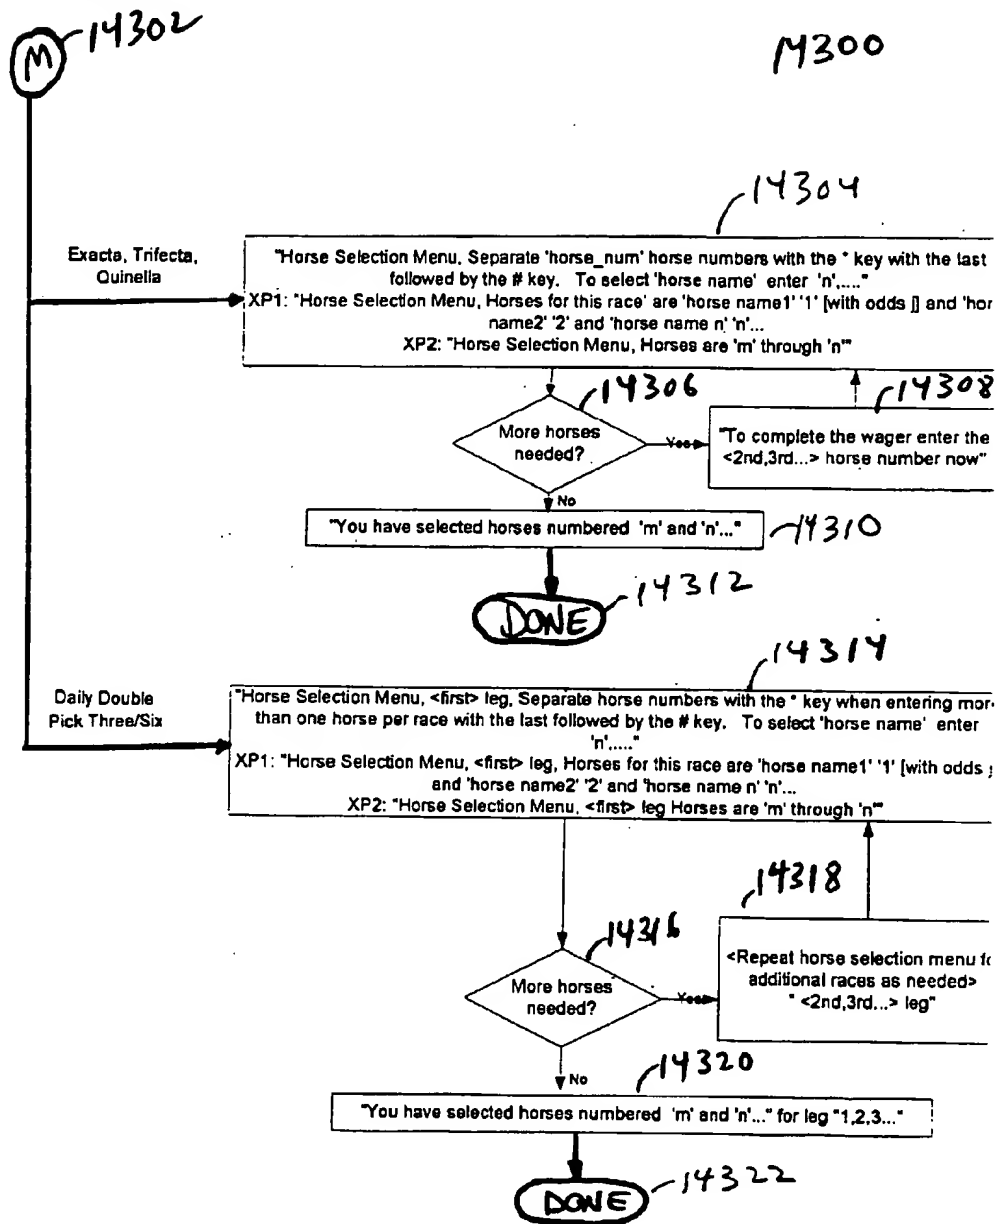 14302
M
14300
14304
Exacta, Trifecta,
Quinella
"Horse Selection Menu, Separate 'horse_num' horse numbers with the * key with the last
followed by the # key. To select 'horse name' enter 'n',...."
XP1: "Horse Selection Menu, Horses for this race' are 'horse name1' '1' [with odds j] and 'hor
name2' '2' and 'horse name n' 'n'...
XP2: "Horse Selection Menu, Horses are 'm' through 'n'"
14306
14308
More horses
needed?
Yes
"To complete the wager enter the
<2nd,3rd...> horse number now"
No
"You have selected horses numbered 'm' and 'n'..."
14310
14312
DONE
14314
Daily Double
Pick Three/Six
"Horse Selection Menu, <first> leg, Separate horse numbers with the * key when entering mor
than one horse per race with the last followed by the # key. To select 'horse name' enter
'n',....."
XP1: "Horse Selection Menu, <first> leg, Horses for this race are 'horse name1' '1' [with odds
and 'horse name2' '2' and 'horse name n' 'n'...
XP2: "Horse Selection Menu, <first> leg Horses are 'm' through 'n'"
14318
14316
More horses
needed?
Yes
<Repeat horse selection menu fo
additional races as needed>
" <2nd,3rd...> leg"
No
14320
"You have selected horses numbered 'm' and 'n'..." for leg "1,2,3..."
DONE
14322